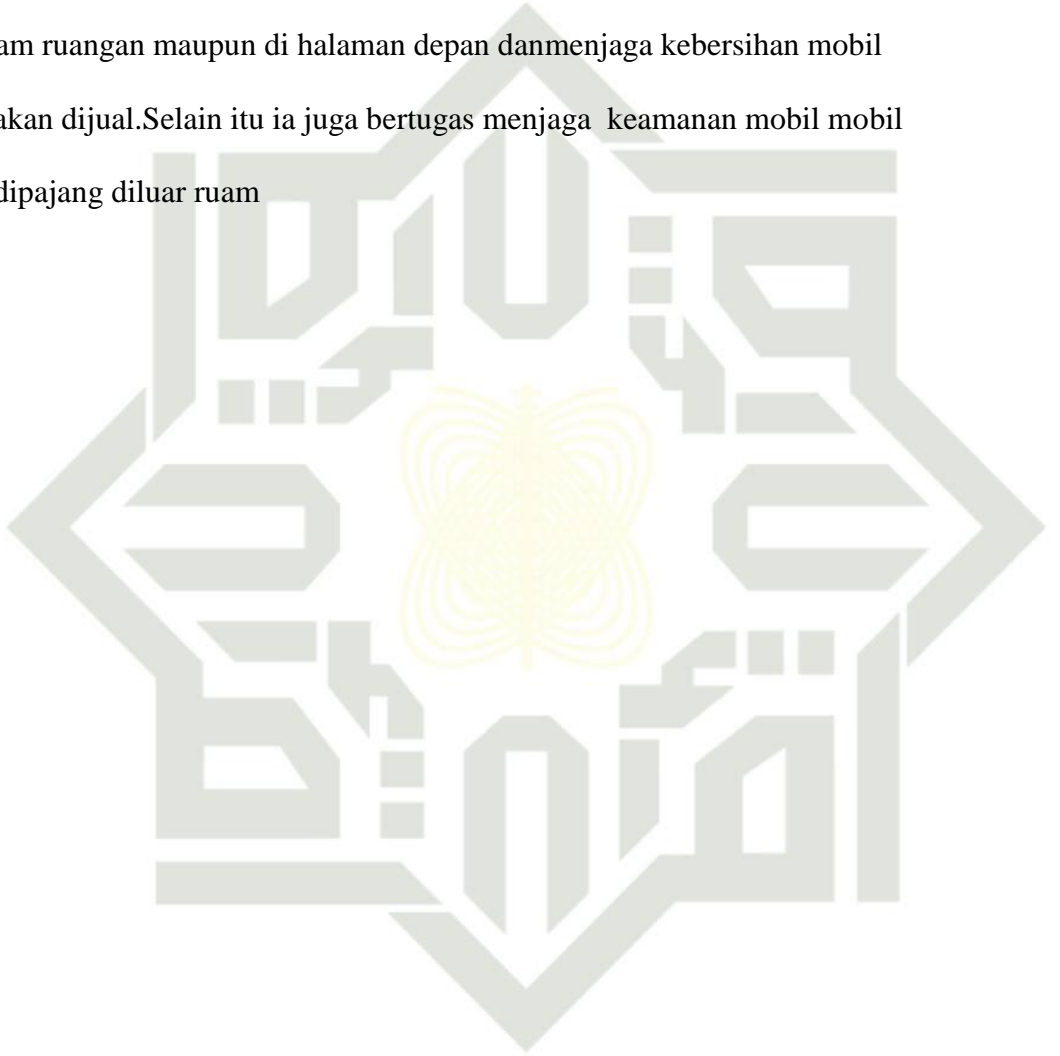 am ruangan maupun di halaman depan danmenjaga kebersihan mobil
akan dijual.Selain itu ia juga bertugas menjaga  keamanan mobil mobil
dipajang diluar ruam